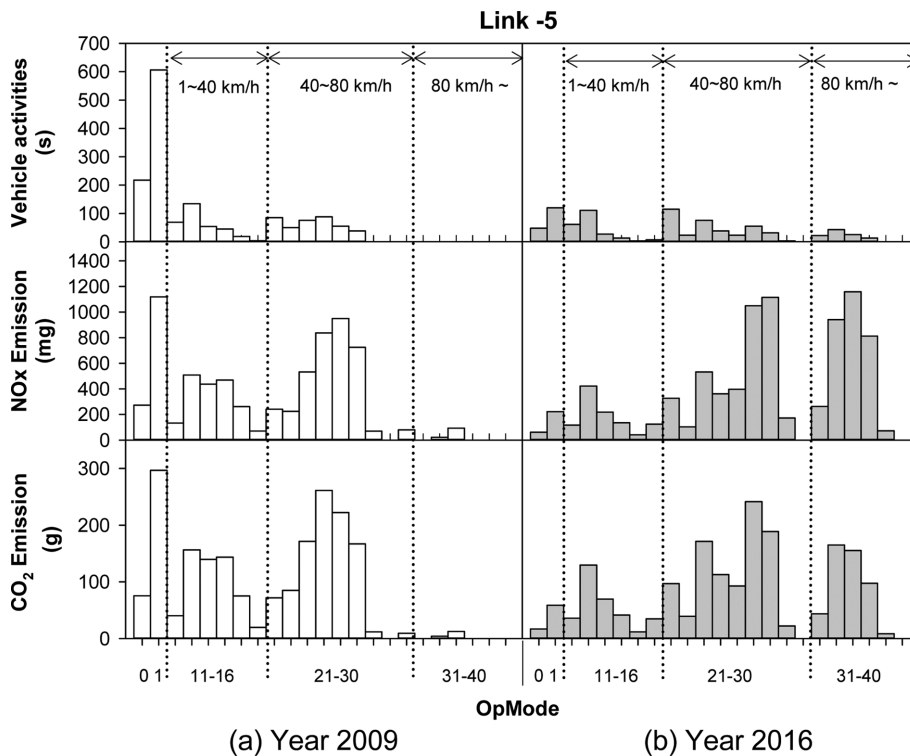 Link -5
Vehicle activities
(s)
700
600
500
400
300
200
100
0
1~40 km/h
40~80 km/h
80 km/h ~
1~40 km/h
40~80 km/h
80 km/h ~
NOx Emission
(mg)
1400
1200
1000
800
600
400
200
0
CO₂ Emission
(g)
300
200
100
0
0 1 11-16 21-30 31-40 0 1 11-16 21-30 31-40
OpMode
(a) Year 2009 (b) Year 2016